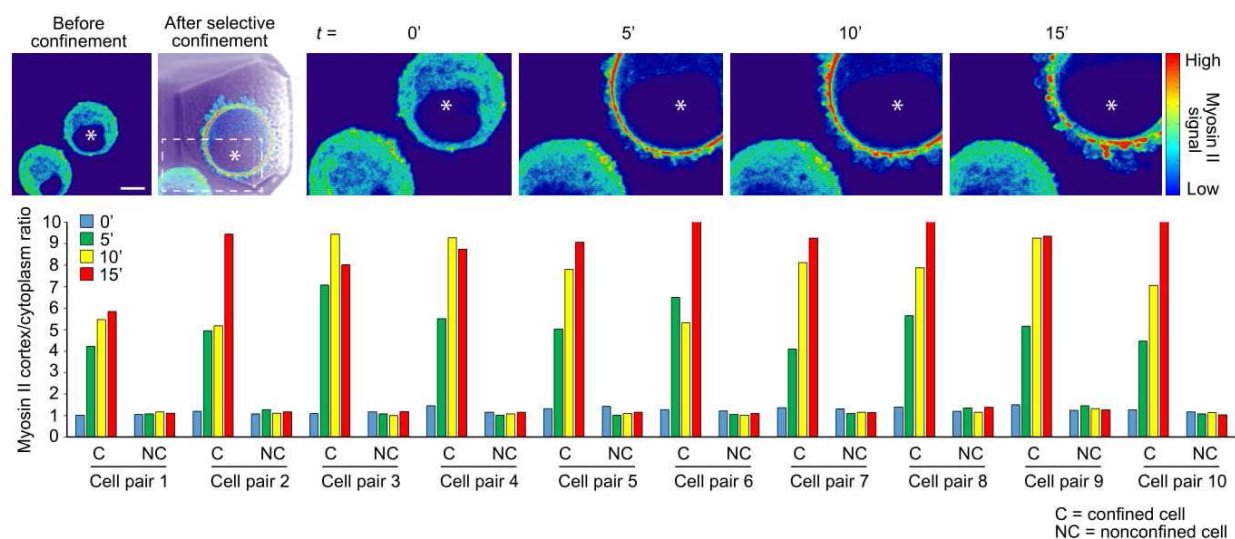 Before confinement
After selective confinement
t = 0’ 5’ 10’ 15’
* * * * * *
High
Myosin II signal
Low
Myosin II cortex/cytoplasm ratio
0’
5’
10’
15’
10
9
8
7
6
5
4
3
2
1
0
C NC C NC C NC C NC C NC C NC C NC C NC C NC C NC
Cell pair 1 Cell pair 2 Cell pair 3 Cell pair 4 Cell pair 5 Cell pair 6 Cell pair 7 Cell pair 8 Cell pair 9 Cell pair 10
C = confined cell
NC = nonconfined cell